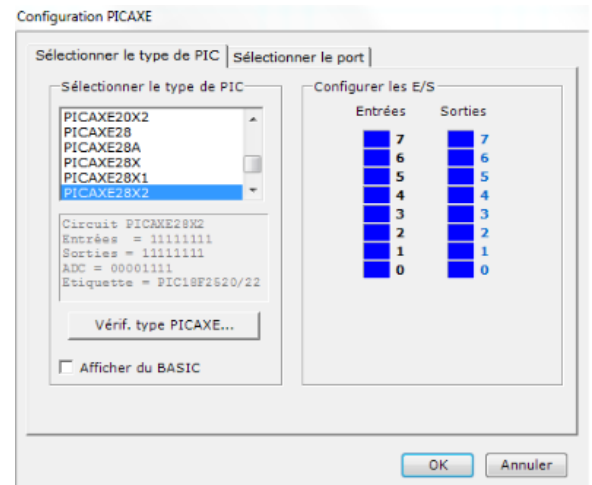 Configuration PICAXE
Sélectionner le type de PIC
Sélectionner le port
Sélectionner le type de PIC
PICAXE20X2
PICAXE28
PICAXE28A
PICAXE28X
PICAXE28X1
PICAXE28X2
Circuit PICAXE28X2
Entrées = 11111111
Sorties = 11111111
ADC = 00001111
Etiquette = PIC18F2520/22
Vérif. type PICAXE...
Afficher du BASIC
Configurer les E/S
Entrées Sorties
7 7
6 6
5 5
4 4
3 3
2 2
1 1
0 0
OK Annuler